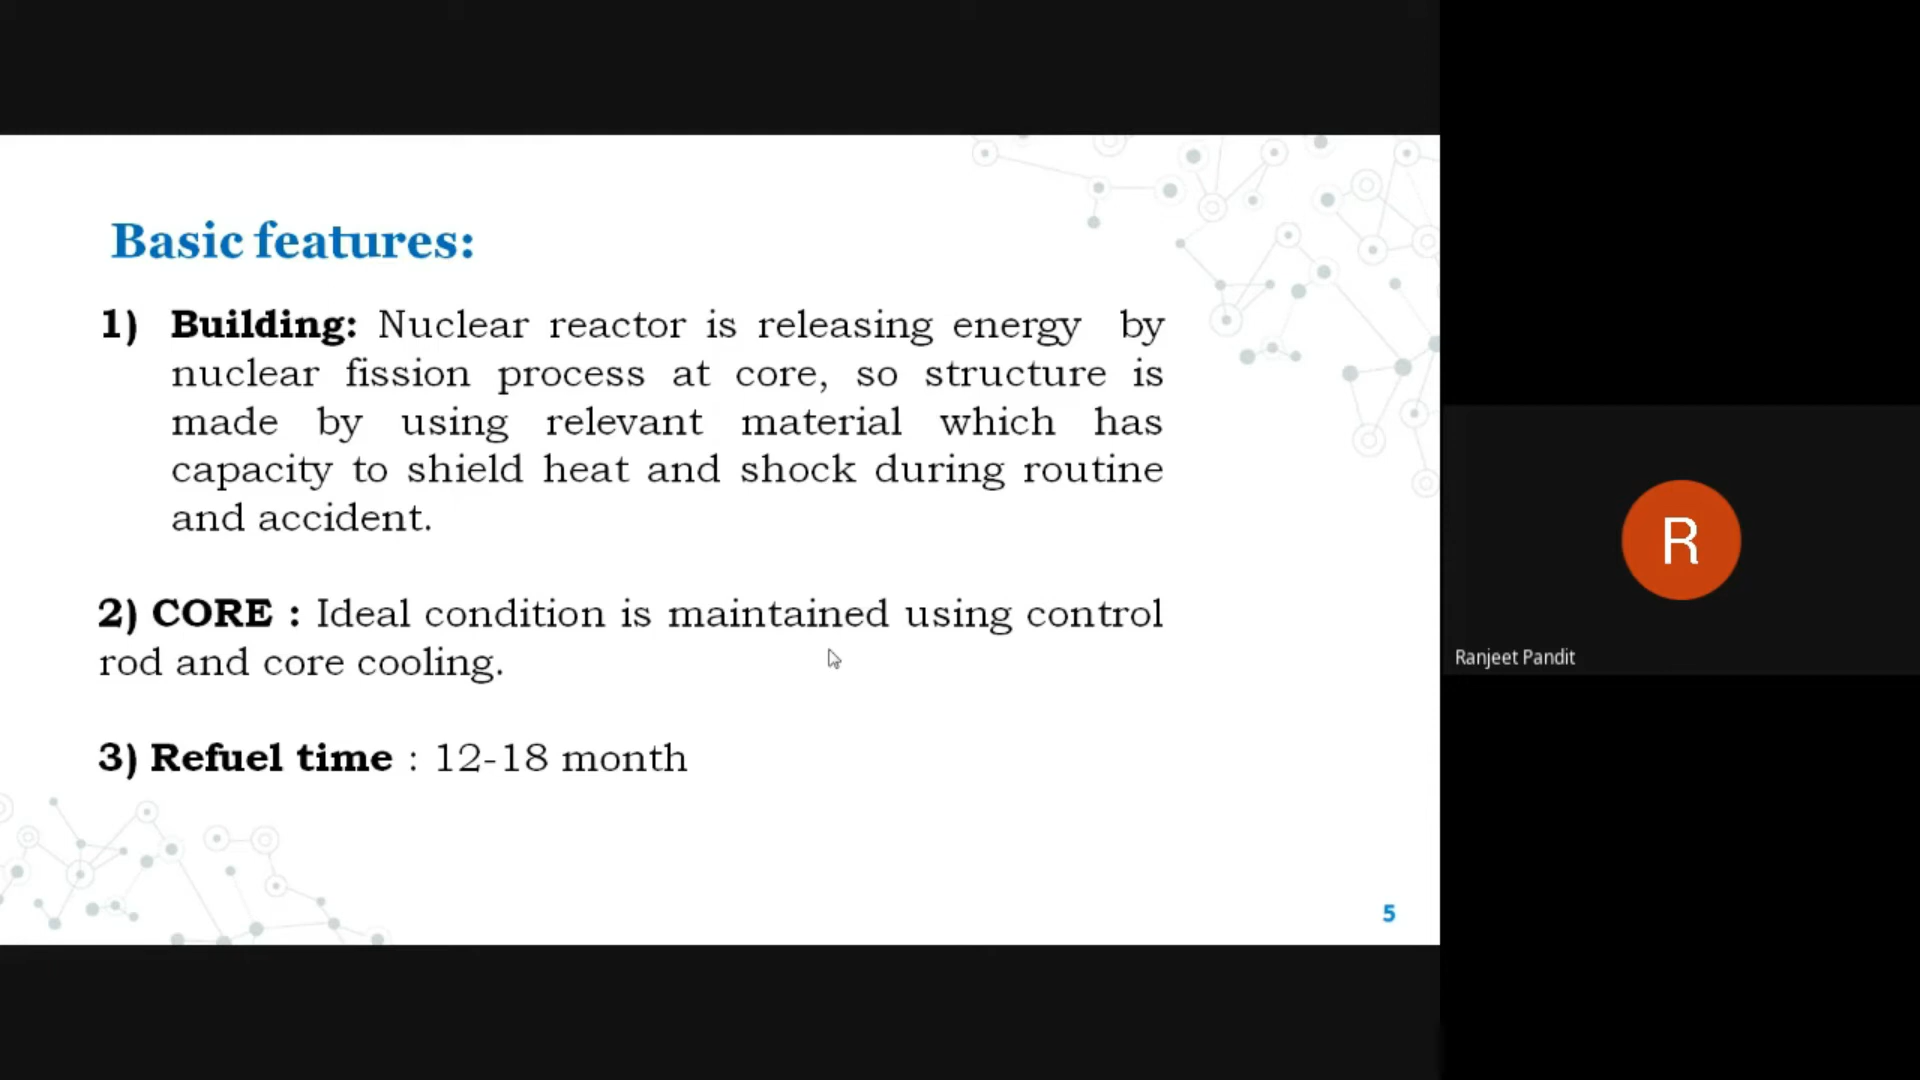 Basic features:
1) Building: Nuclear reactor is releasing energy by
nuclear fission process at core, so structure is
made by using relevant material which has
capacity to shield heat and shock during routine
and accident.
2) CORE : Ideal condition is maintained using control
rod and core cooling.
3) Refuel time : 12-18 month
5
R
Ranjeet Pandit